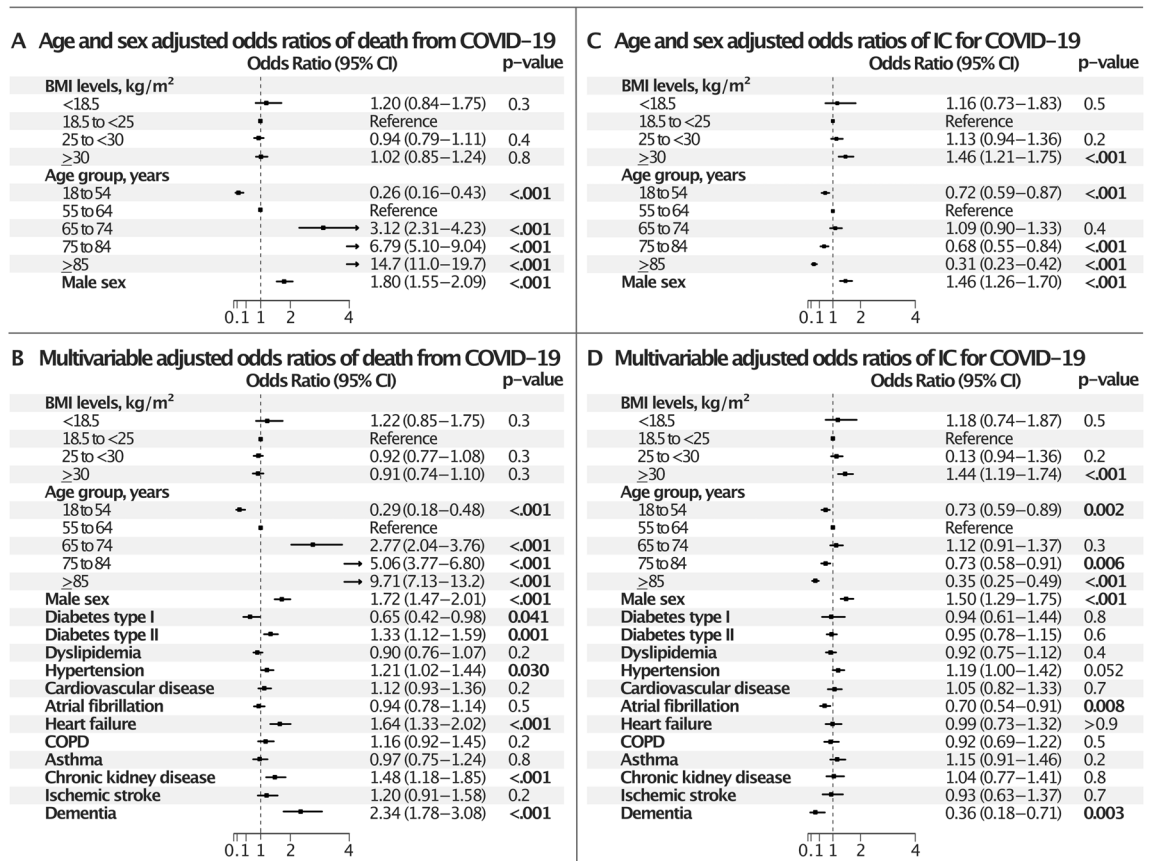 A Age and sex adjusted odds ratios of death from COVID–19
Odds Ratio (95% CI) p-value
BMI levels, kg/m²
<18.5 1.20 (0.84–1.75) 0.3
18.5 to <25 Reference
25 to <30 0.94 (0.79–1.11) 0.4
≥30 1.02 (0.85–1.24) 0.8
Age group, years
18 to 54 0.26 (0.16–0.43) <.001
55 to 64 Reference
65 to 74 3.12 (2.31–4.23) <.001
75 to 84 6.79 (5.10–9.04) <.001
≥85 14.7 (11.0–19.7) <.001
Male sex 1.80 (1.55–2.09) <.001
0.1 1 2 4
B Multivariable adjusted odds ratios of death from COVID–19
Odds Ratio (95% CI) p-value
BMI levels, kg/m²
<18.5 1.22 (0.85–1.75) 0.3
18.5 to <25 Reference
25 to <30 0.92 (0.77–1.08) 0.3
≥30 0.91 (0.74–1.10) 0.3
Age group, years
18 to 54 0.29 (0.18–0.48) <.001
55 to 64 Reference
65 to 74 2.77 (2.04–3.76) <.001
75 to 84 5.06 (3.77–6.80) <.001
≥85 9.71 (7.13–13.2) <.001
Male sex 1.72 (1.47–2.01) <.001
Diabetes type I 0.65 (0.42–0.98) 0.041
Diabetes type II 1.33 (1.12–1.59) 0.001
Dyslipidemia 0.90 (0.76–1.07) 0.2
Hypertension 1.21 (1.02–1.44) 0.030
Cardiovascular disease 1.12 (0.93–1.36) 0.2
Atrial fibrillation 0.94 (0.78–1.14) 0.5
Heart failure 1.64 (1.33–2.02) <.001
COPD 1.16 (0.92–1.45) 0.2
Asthma 0.97 (0.75–1.24) 0.8
Chronic kidney disease 1.48 (1.18–1.85) <.001
Ischemic stroke 1.20 (0.91–1.58) 0.2
Dementia 2.34 (1.78–3.08) <.001
0.1 1 2 4
C Age and sex adjusted odds ratios of IC for COVID–19
Odds Ratio (95% CI) p-value
BMI levels, kg/m²
<18.5 1.16 (0.73–1.83) 0.5
18.5 to <25 Reference
25 to <30 1.13 (0.94–1.36) 0.2
≥30 1.46 (1.21–1.75) <.001
Age group, years
18 to 54 0.72 (0.59–0.87) <.001
55 to 64 Reference
65 to 74 1.09 (0.90–1.33) 0.4
75 to 84 0.68 (0.55–0.84) <.001
≥85 0.31 (0.23–0.42) <.001
Male sex 1.46 (1.26–1.70) <.001
0.1 1 2 4
D Multivariable adjusted odds ratios of IC for COVID–19
Odds Ratio (95% CI) p-value
BMI levels, kg/m²
<18.5 1.18 (0.74–1.87) 0.5
18.5 to <25 Reference
25 to <30 0.13 (0.94–1.36) 0.2
≥30 1.44 (1.19–1.74) <.001
Age group, years
18 to 54 0.73 (0.59–0.89) 0.002
55 to 64 Reference
65 to 74 1.12 (0.91–1.37) 0.3
75 to 84 0.73 (0.58–0.91) 0.006
≥85 0.35 (0.25–0.49) <.001
Male sex 1.50 (1.29–1.75) <.001
Diabetes type I 0.94 (0.61–1.44) 0.8
Diabetes type II 0.95 (0.78–1.15) 0.6
Dyslipidemia 0.92 (0.75–1.12) 0.4
Hypertension 1.19 (1.00–1.42) 0.052
Cardiovascular disease 1.05 (0.82–1.33) 0.7
Atrial fibrillation 0.70 (0.54–0.91) 0.008
Heart failure 0.99 (0.73–1.32) >0.9
COPD 0.92 (0.69–1.22) 0.5
Asthma 1.15 (0.91–1.46) 0.2
Chronic kidney disease 1.04 (0.77–1.41) 0.8
Ischemic stroke 0.93 (0.63–1.37) 0.7
Dementia 0.36 (0.18–0.71) 0.003
0.1 1 2 4